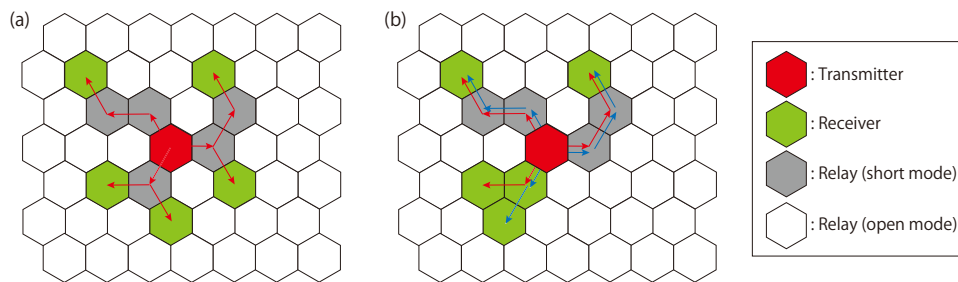 (a)
(b)
: Transmitter
: Receiver
: Relay (short mode)
: Relay (open mode)